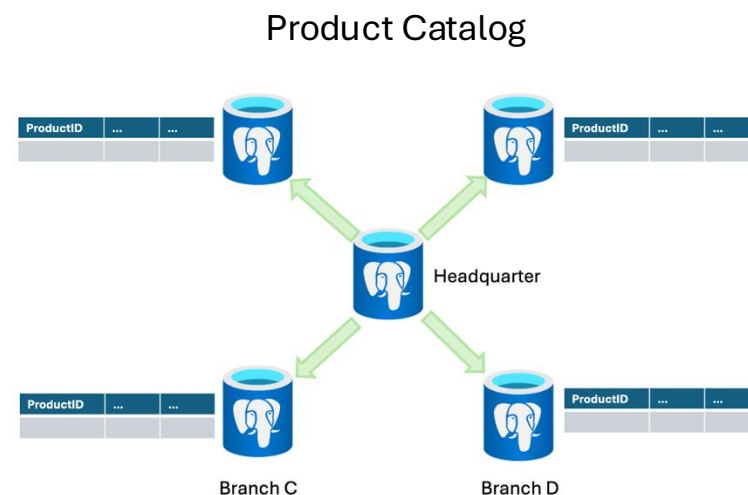 Product Catalog
ProductID ... ...
ProductID ... ...
Headquarter
ProductID ... ...
ProductID ... ...
Branch C
Branch D